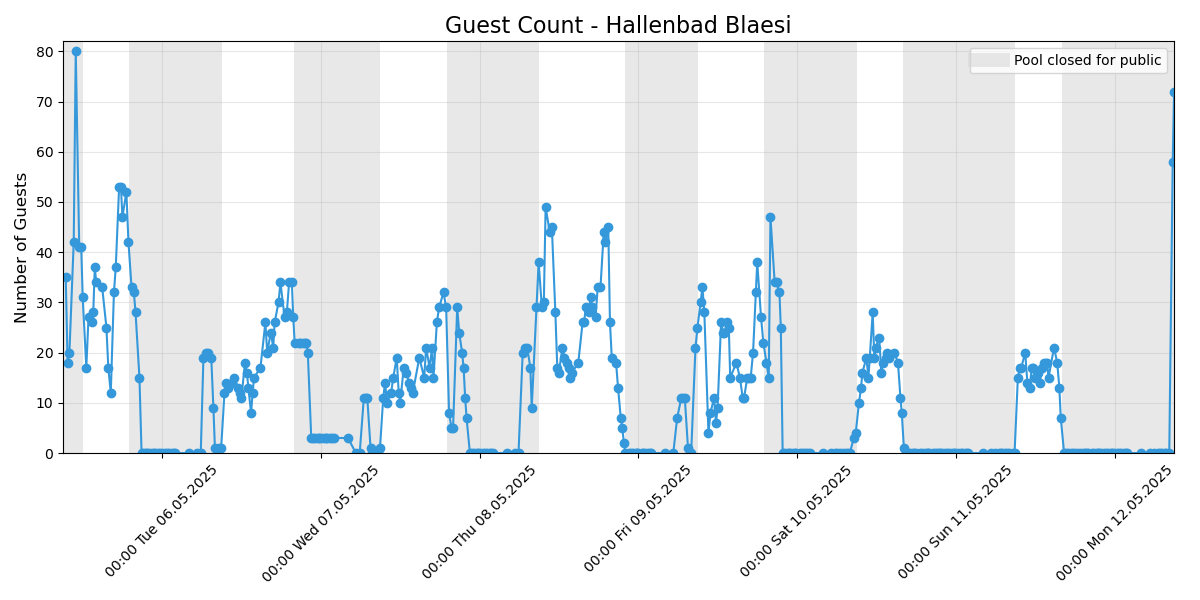 Guest Count - Hallenbad Blaesi
Pool closed for public
Number of Guests
80
70
60
50
40
30
20
10
0
00:00 Tue 06.05.2025
00:00 Wed 07.05.2025
00:00 Thu 08.05.2025
00:00 Fri 09.05.2025
00:00 Sat 10.05.2025
00:00 Sun 11.05.2025
00:00 Mon 12.05.2025